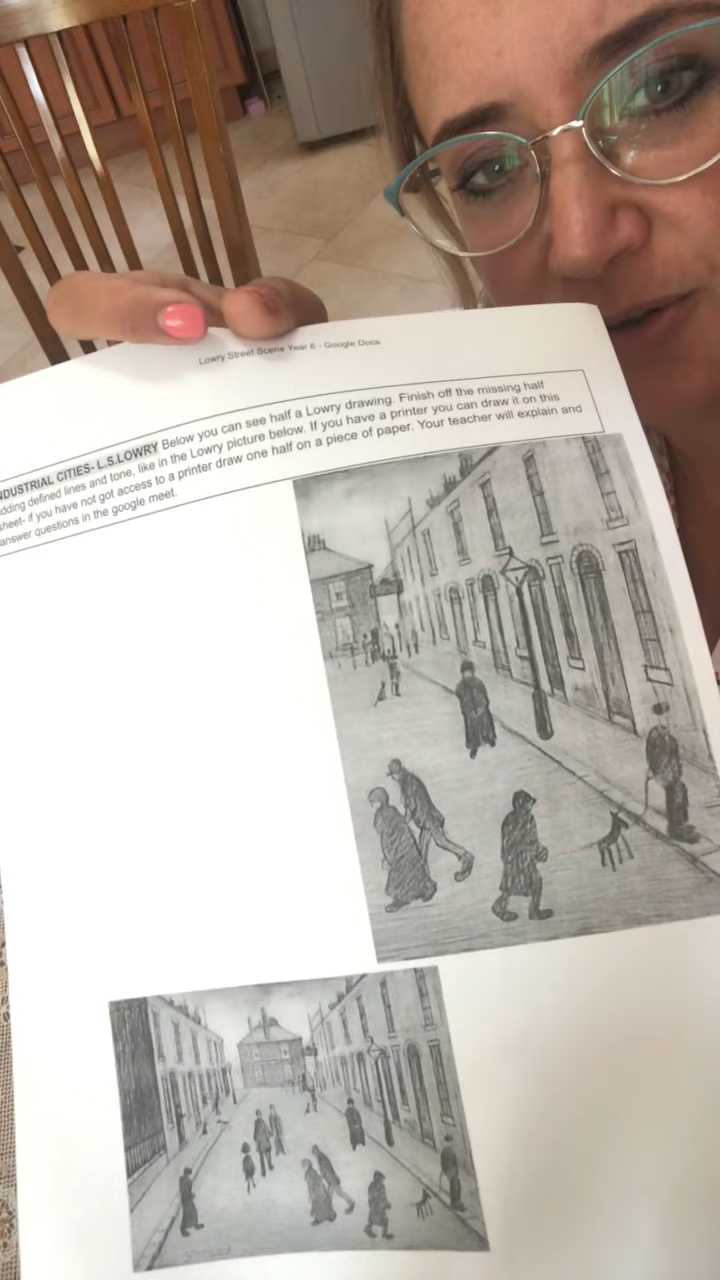 Lowry Street Scene Year 8 - Google Docs
NDUSTRIAL CITIES- L.S.LOWRY Below you can see half a Lowry drawing. Finish off the missing half
dding defined lines and tone, like in the Lowry picture below. If you have a printer you can draw it on this
sheet- if you have not got access to a printer draw one half on a piece of paper. Your teacher will explain and
answer questions in the google meet.